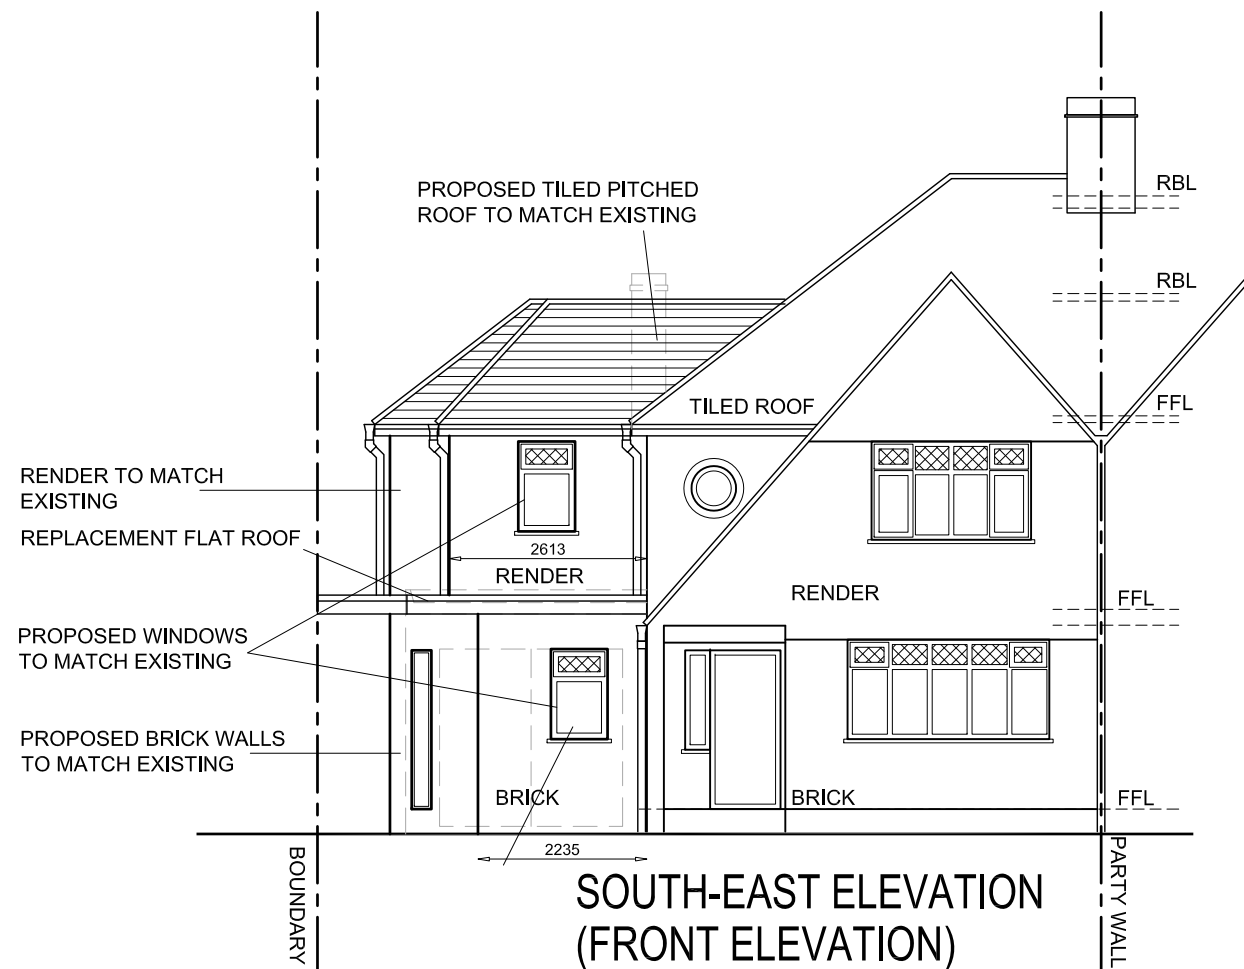 PROPOSED TILED PITCHED
ROOF TO MATCH EXISTING
RBL
RBL
TILED ROOF
FFL
RENDER TO MATCH
EXISTING
REPLACEMENT FLAT ROOF
2613
RENDER
RENDER
FFL
PROPOSED WINDOWS
TO MATCH EXISTING
PROPOSED BRICK WALLS
TO MATCH EXISTING
BRICK
BRICK
FFL
2235
BOUNDARY
PARTY WALL
SOUTH-EAST ELEVATION
(FRONT ELEVATION)